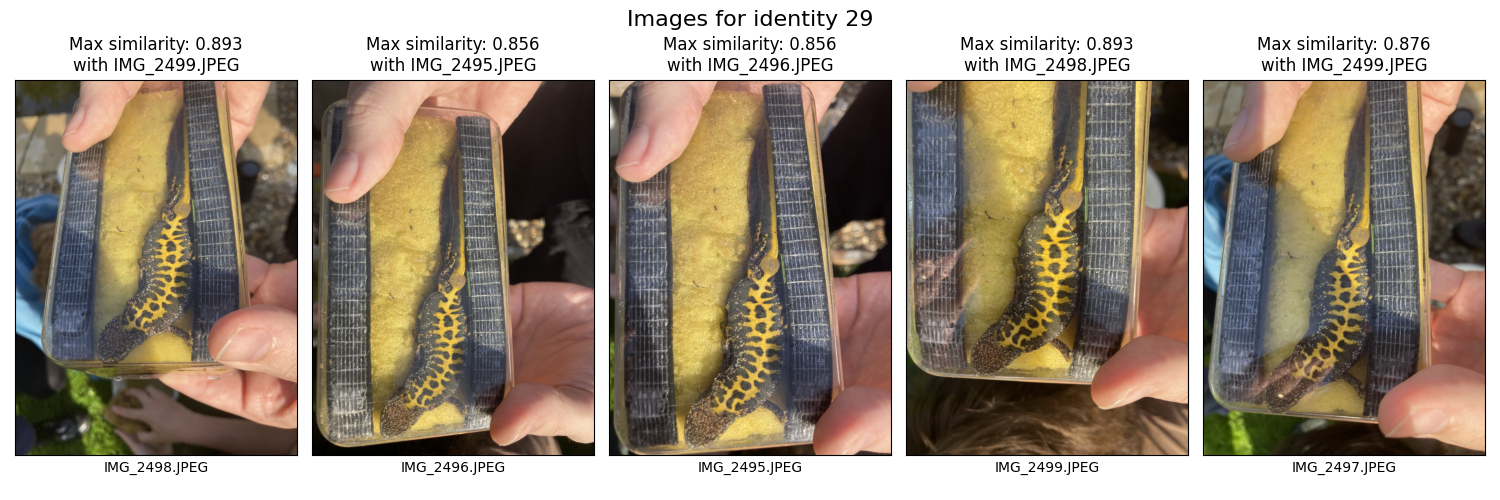 Images for identity 29
Max similarity: 0.893
with IMG_2499.JPEG
Max similarity: 0.856
with IMG_2495.JPEG
Max similarity: 0.856
with IMG_2496.JPEG
Max similarity: 0.893
with IMG_2498.JPEG
Max similarity: 0.876
with IMG_2499.JPEG
IMG_2498.JPEG
IMG_2496.JPEG
IMG_2495.JPEG
IMG_2499.JPEG
IMG_2497.JPEG